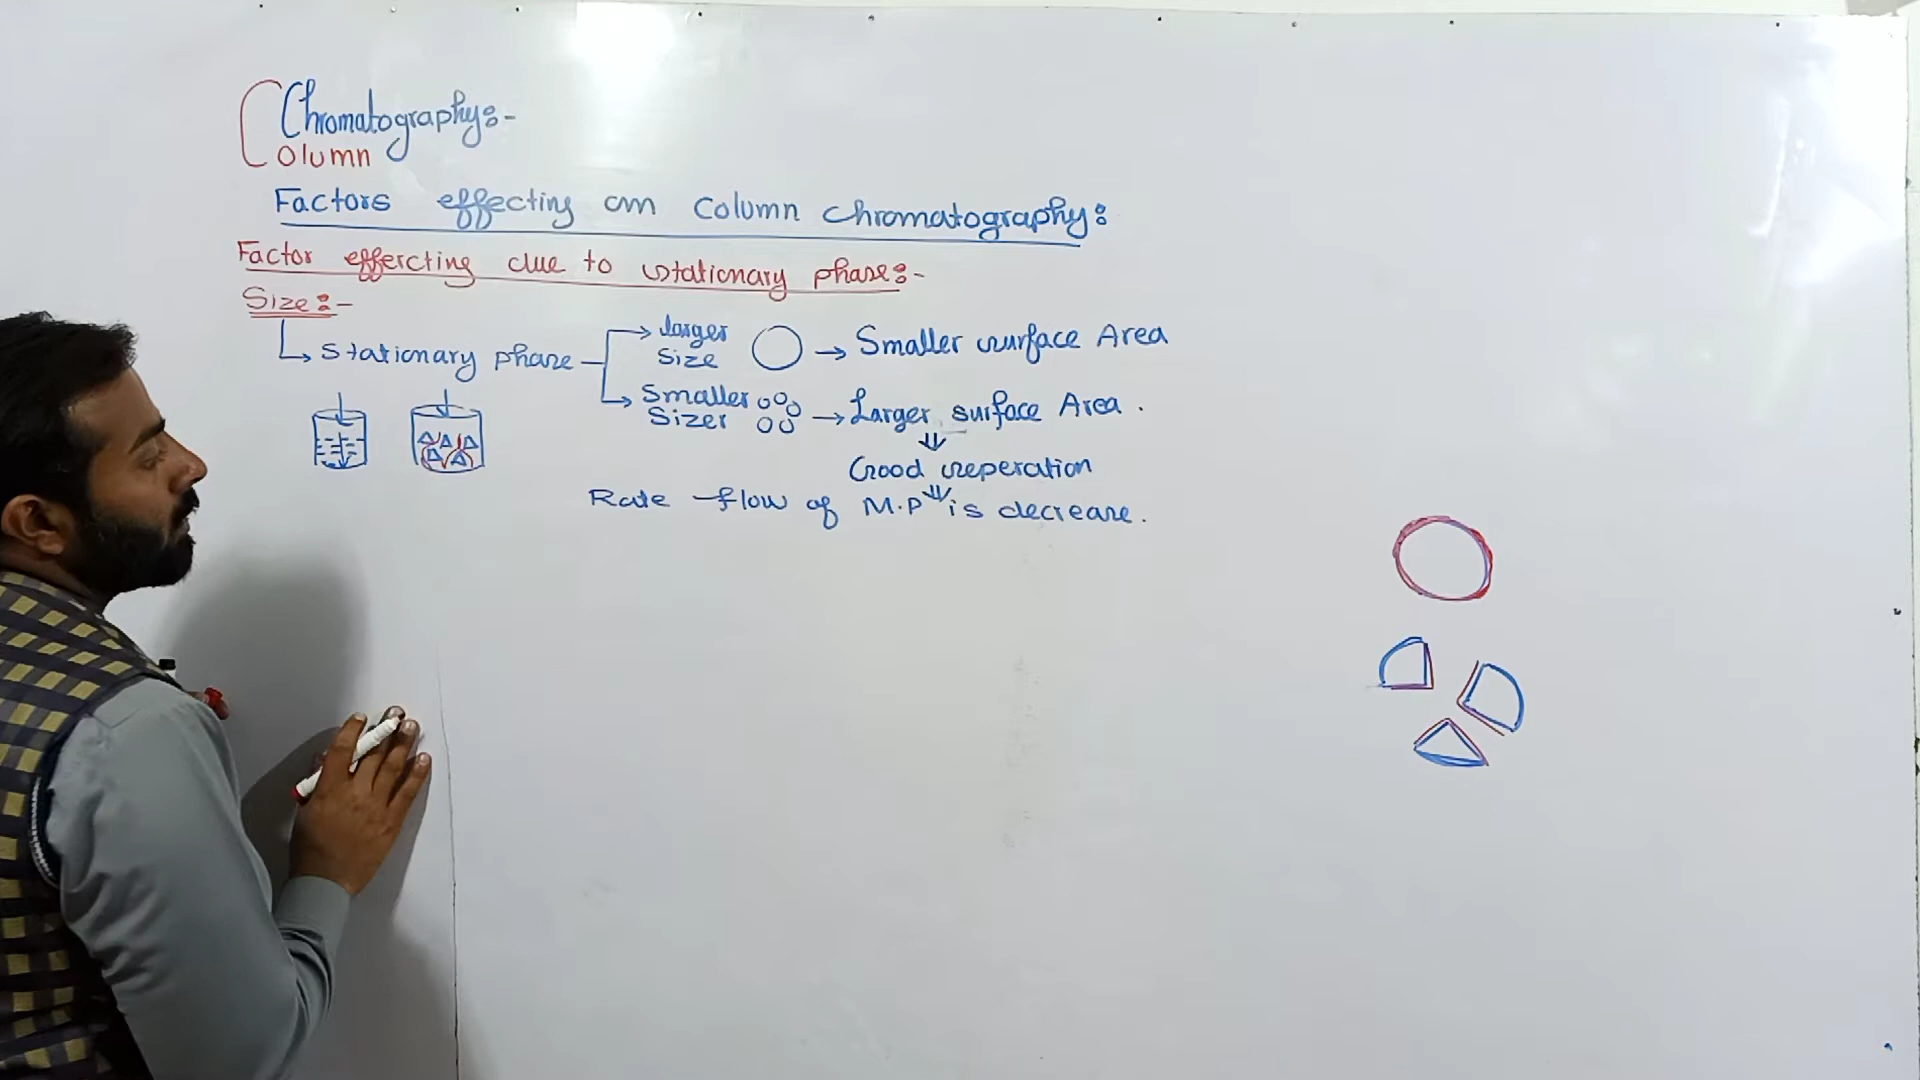 Chromatography:-
Column
Factors effecting on Column Chromatography:
Factor effercting due to stationary phase:-
Size:-
Stationary phase
larger Size → Smaller surface Area
Smaller Sizer → Larger surface Area.
Good seperation
Rate flow of M.P is decrease.